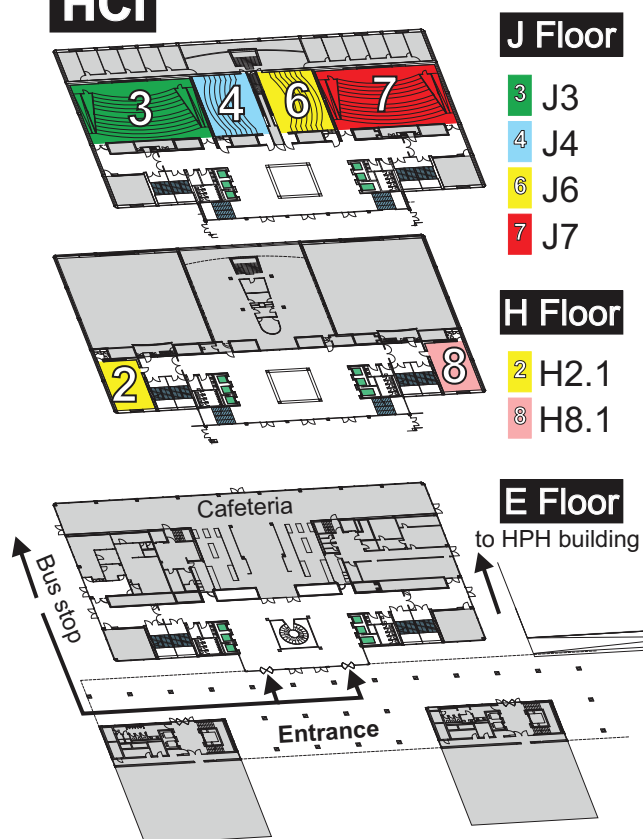 HCI
J Floor
3 J3
4 J4
6 J6
7 J7
3 4 6 7
H Floor
2 H2.1
8 H8.1
2 8
E Floor
to HPH building
Cafeteria
Bus stop
Entrance